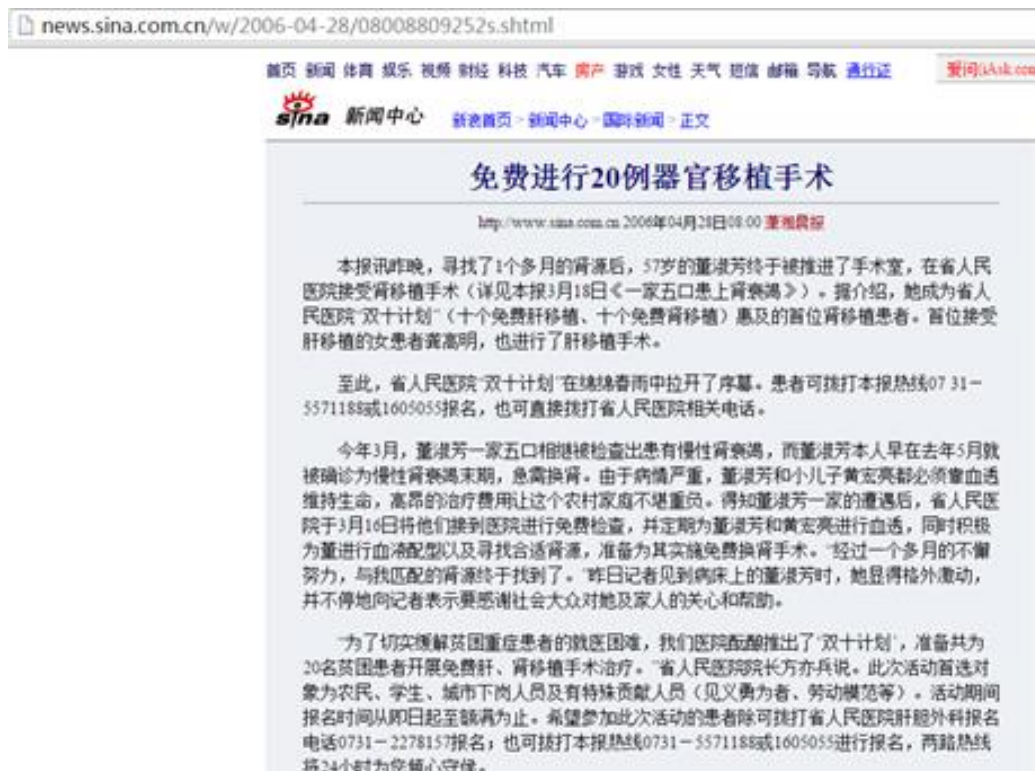 news.sina.com.cn/w/2006-04-28/08008809252s.shtml
首页 新闻 体育 娱乐 视频 财经 科技 汽车 房产 游戏 女性 天气 短信 邮箱 导航 通行证 爱问(iAsk.com
sina 新闻中心 新浪首页 > 新闻中心 > 国际新闻 > 正文
免费进行20例器官移植手术
http://www.sina.com.cn 2006年04月28日08:00 潇湘晨报
本报讯昨晚，寻找了1个多月的肾源后，57岁的董淑芳终于被推进了手术室，在省人民
医院接受肾移植手术（详见本报3月18日《一家五口患上肾衰竭》）。据介绍，她成为省人
民医院“双十计划”（十个免费肝移植、十个免费肾移植）惠及的首位肾移植患者。首位接受
肝移植的女患者龚高明，也进行了肝移植手术。
至此，省人民医院“双十计划”在绵绵春雨中拉开了序幕。患者可拨打本报热线07 31－
5571188或1605055报名，也可直接拨打省人民医院相关电话。
今年3月，董淑芳一家五口相继被检查出患有慢性肾衰竭，而董淑芳本人早在去年5月就
被确诊为慢性肾衰竭末期，急需换肾。由于病情严重，董淑芳和小儿子黄宏亮都必须靠血透
维持生命，高昂的治疗费用让这个农村家庭不堪重负。得知董淑芳一家的遭遇后，省人民医
院于3月16日将他们接到医院进行免费检查，并定期为董淑芳和黄宏亮进行血透，同时积极
为董进行血液配型以及寻找合适肾源，准备为其实施免费换肾手术。“经过一个多月的不懈
努力，与我匹配的肾源终于找到了。”昨日记者见到病床上的董淑芳时，她显得格外激动，
并不停地向记者表示要感谢社会大众对她及家人的关心和帮助。
“为了切实缓解贫困重症患者的就医困难，我们医院酝酿推出了‘双十计划’，准备共为
20名贫困患者开展免费肝、肾移植手术治疗。”省人民医院院长方亦兵说。此次活动首选对
象为农民、学生、城市下岗人员及有特殊贡献人员（见义勇为者、劳动模范等）。活动期间
报名时间从即日起至额满为止。希望参加此次活动的患者除可拨打省人民医院肝胆外科报名
电话0731－2278157报名；也可拨打本报热线0731－5571188或1605055进行报名，两路热线
将24小时为您倾心守候。